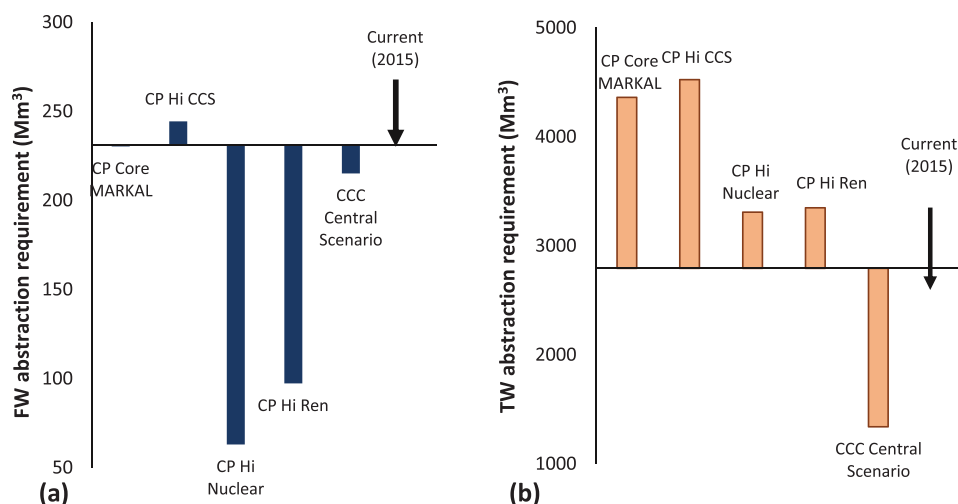 FW abstraction requirement (Mm³)
300
250
200
150
100
50
CP Core
MARKAL
CP Hi CCS
CP Hi
Nuclear
CP Hi Ren
CCC
Central
Scenario
Current
(2015)
(a)
TW abstraction requirement (Mm³)
5000
4000
3000
2000
1000
CP Core
MARKAL
CP Hi CCS
CP Hi
Nuclear
CP Hi Ren
CCC Central
Scenario
Current
(2015)
(b)